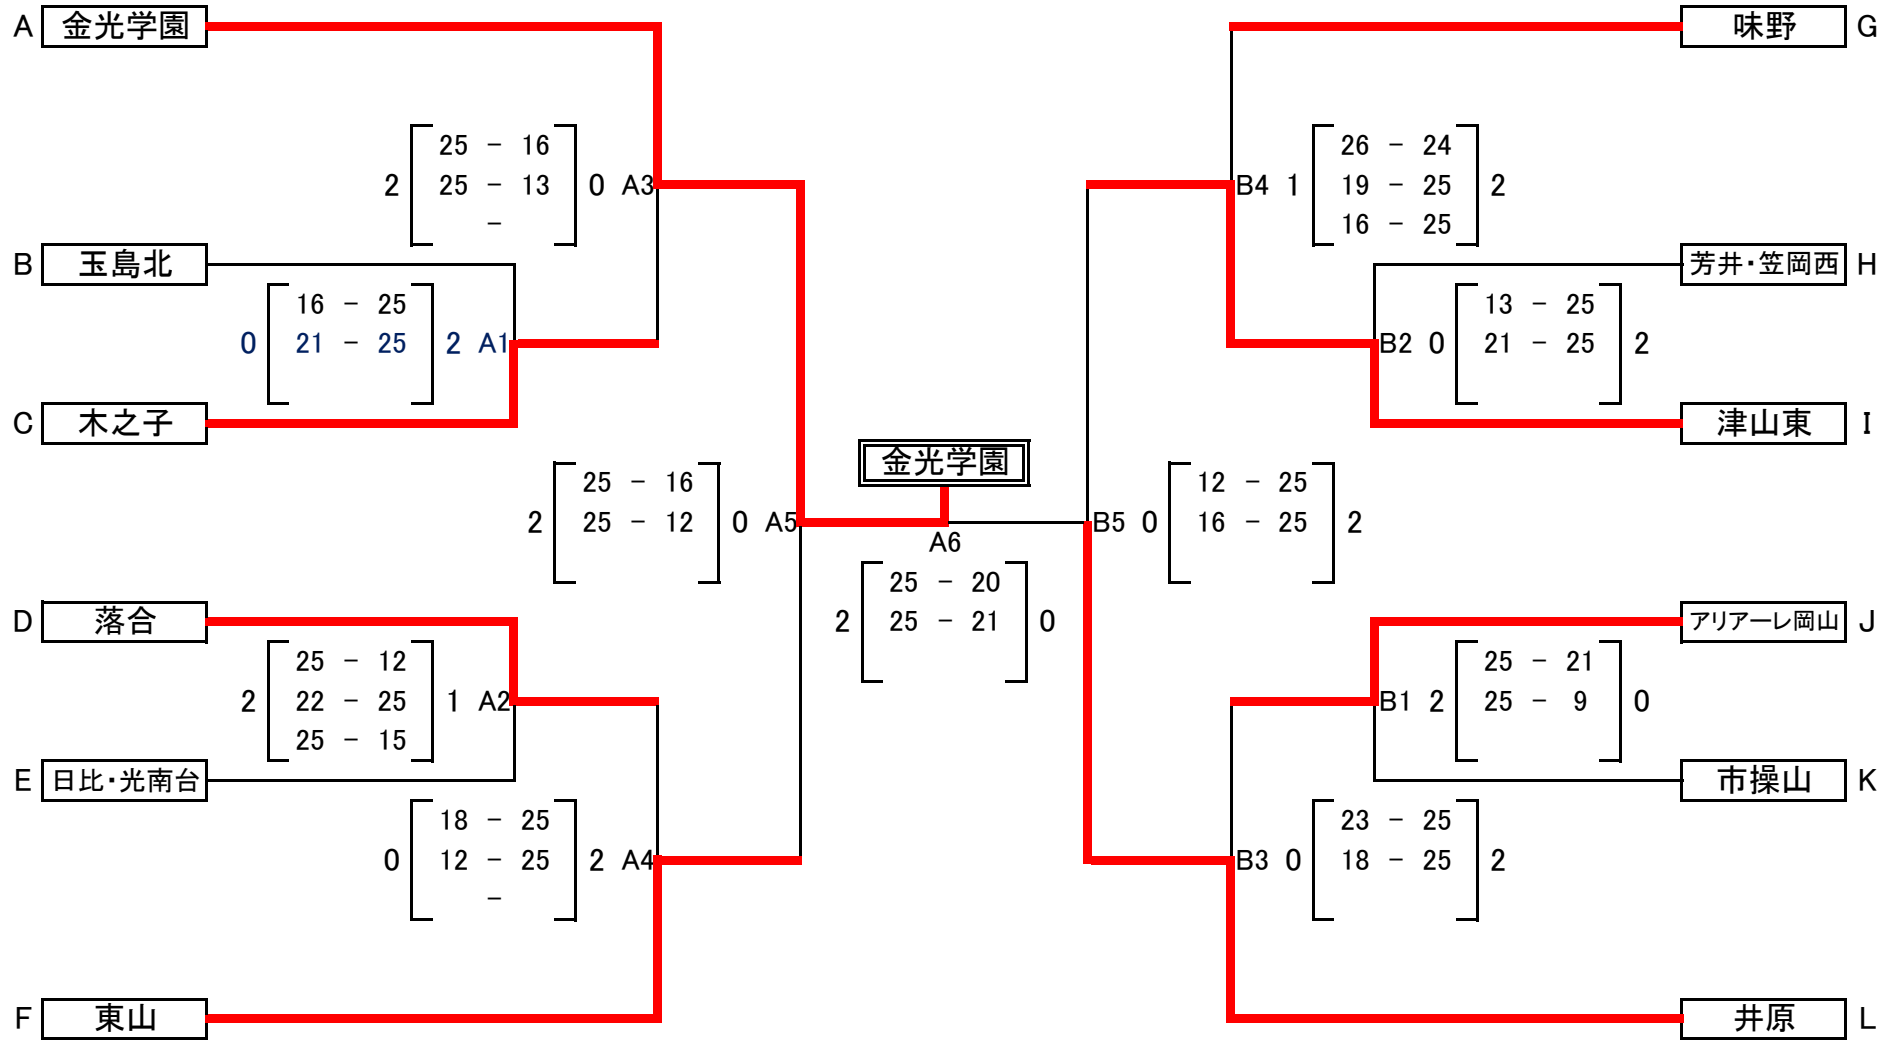 A 金光学園
味野 G
25 - 16
2 25 - 13 0 A3
-
26 - 24
B4 1 19 - 25 2
16 - 25
B 玉島北
芳井・笠岡西 H
16 - 25
0 21 - 25 2 A1
13 - 25
B2 0 21 - 25 2
C 木之子
津山東 I
金光学園
25 - 16
2 25 - 12 0 A5
12 - 25
B5 0 16 - 25 2
A6
25 - 20
2 25 - 21 0
D 落合
アリアーレ岡山 J
25 - 12
2 22 - 25 1 A2
25 - 15
25 - 21
B1 2 25 - 9 0
E 日比・光南台
市操山 K
18 - 25
0 12 - 25 2 A4
-
23 - 25
B3 0 18 - 25 2
F 東山
井原 L